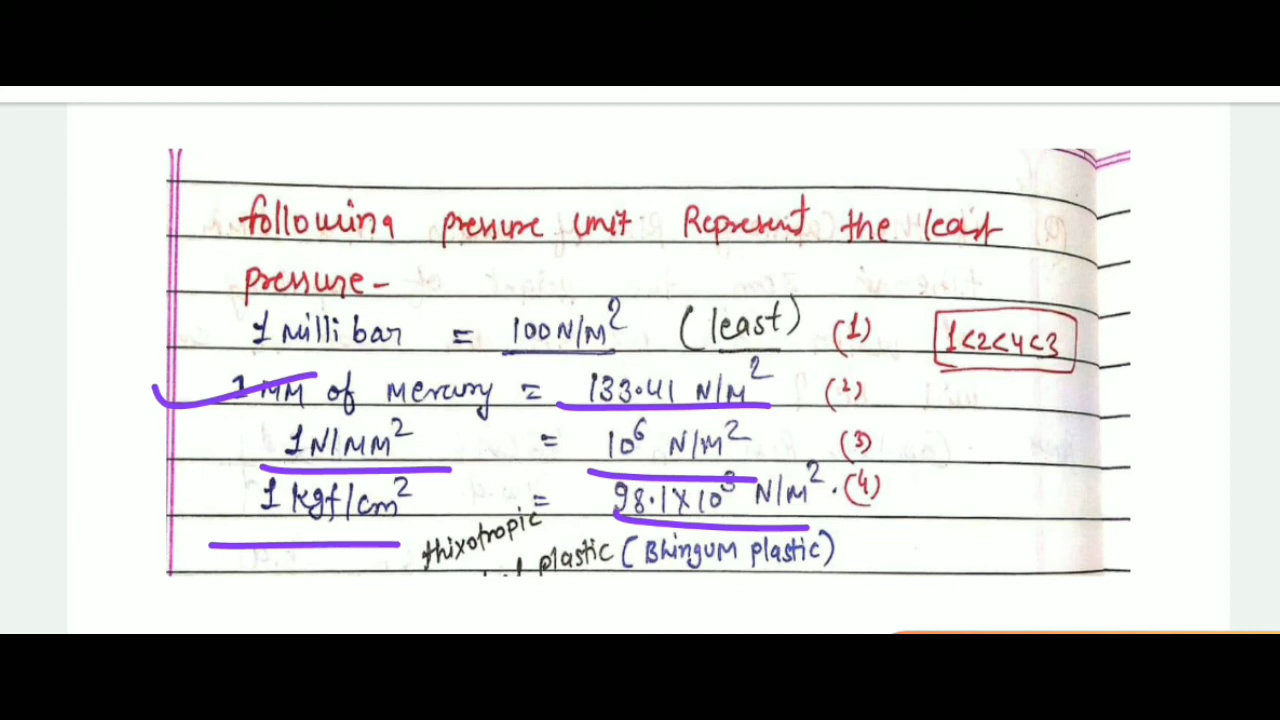 following pressure unit Represent the least
pressure-
1 Milli bar = 100 N/M² (least) (1) 1<2<4<3
1 MM of Mercury = 133.41 N/M² (2)
1 N/MM² = 10⁶ N/M² (3)
1 kgf/cm² = 98.1X10³ N/M². (4)
thixotropic
plastic (Bhingum plastic)